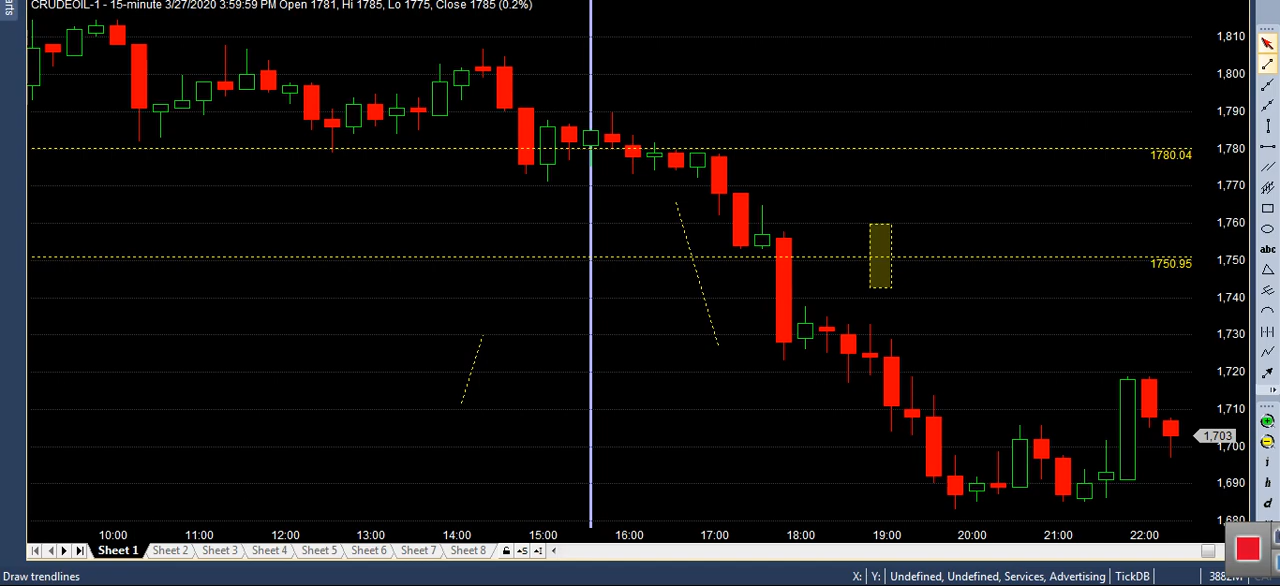 arts
CRUDEOIL-1 - 15-minute 3/27/2020 3:59:59 PM Open 1781, Hi 1785, Lo 1775, Close 1785 (0.2%)
1,810
1,800
1,790
1,780
1780.04
1,770
1,760
1,750
1750.95
1,740
1,730
1,720
1,710
1,703
1,700
1,690
1,680
abc
i
h
d
10:00 11:00 12:00 13:00 14:00 15:00 16:00 17:00 18:00 19:00 20:00 21:00 22:00
Sheet 1 Sheet 2 Sheet 3 Sheet 4 Sheet 5 Sheet 6 Sheet 7 Sheet 8
Draw trendlines X: Y: Undefined, Undefined, Services, Advertising TickDB